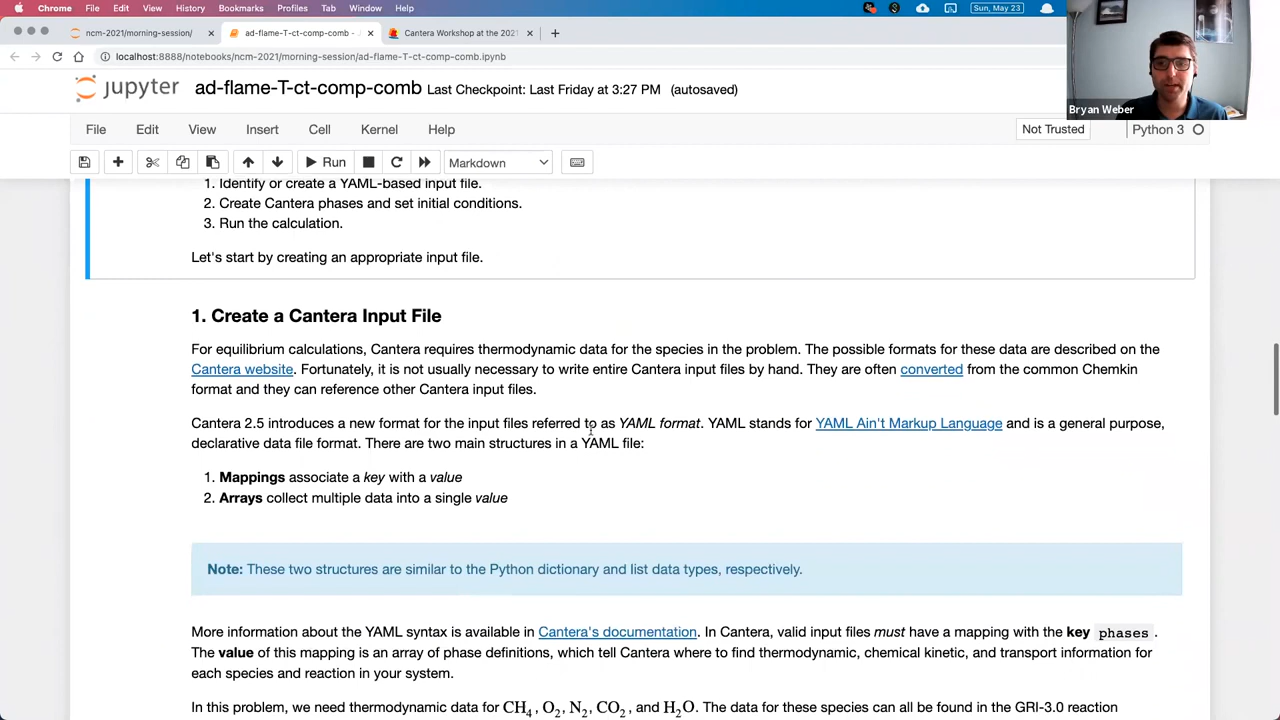 Chrome File Edit View History Bookmarks Profiles Tab Window Help Sun, May 23
ncm-2021/morning-session/ ad-flame-T-ct-comp-comb - J Cantera Workshop at the 202
localhost:8888/notebooks/ncm-2021/morning-session/ad-flame-T-ct-comp-comb.ipynb
Bryan Weber
jupyter ad-flame-T-ct-comp-comb Last Checkpoint: Last Friday at 3:27 PM (autosaved)
File Edit View Insert Cell Kernel Help Not Trusted Python 3
Run Markdown
1. Identify or create a YAML-based input file.
2. Create Cantera phases and set initial conditions.
3. Run the calculation.
Let's start by creating an appropriate input file.
1. Create a Cantera Input File
For equilibrium calculations, Cantera requires thermodynamic data for the species in the problem. The possible formats for these data are described on the
Cantera website. Fortunately, it is not usually necessary to write entire Cantera input files by hand. They are often converted from the common Chemkin
format and they can reference other Cantera input files.
Cantera 2.5 introduces a new format for the input files referred to as YAML format. YAML stands for YAML Ain't Markup Language and is a general purpose,
declarative data file format. There are two main structures in a YAML file:
1. Mappings associate a key with a value
2. Arrays collect multiple data into a single value
Note: These two structures are similar to the Python dictionary and list data types, respectively.
More information about the YAML syntax is available in Cantera's documentation. In Cantera, valid input files must have a mapping with the key phases.
The value of this mapping is an array of phase definitions, which tell Cantera where to find thermodynamic, chemical kinetic, and transport information for
each species and reaction in your system.
In this problem, we need thermodynamic data for CH₄, O₂, N₂, CO₂, and H₂O. The data for these species can all be found in the GRI-3.0 reaction